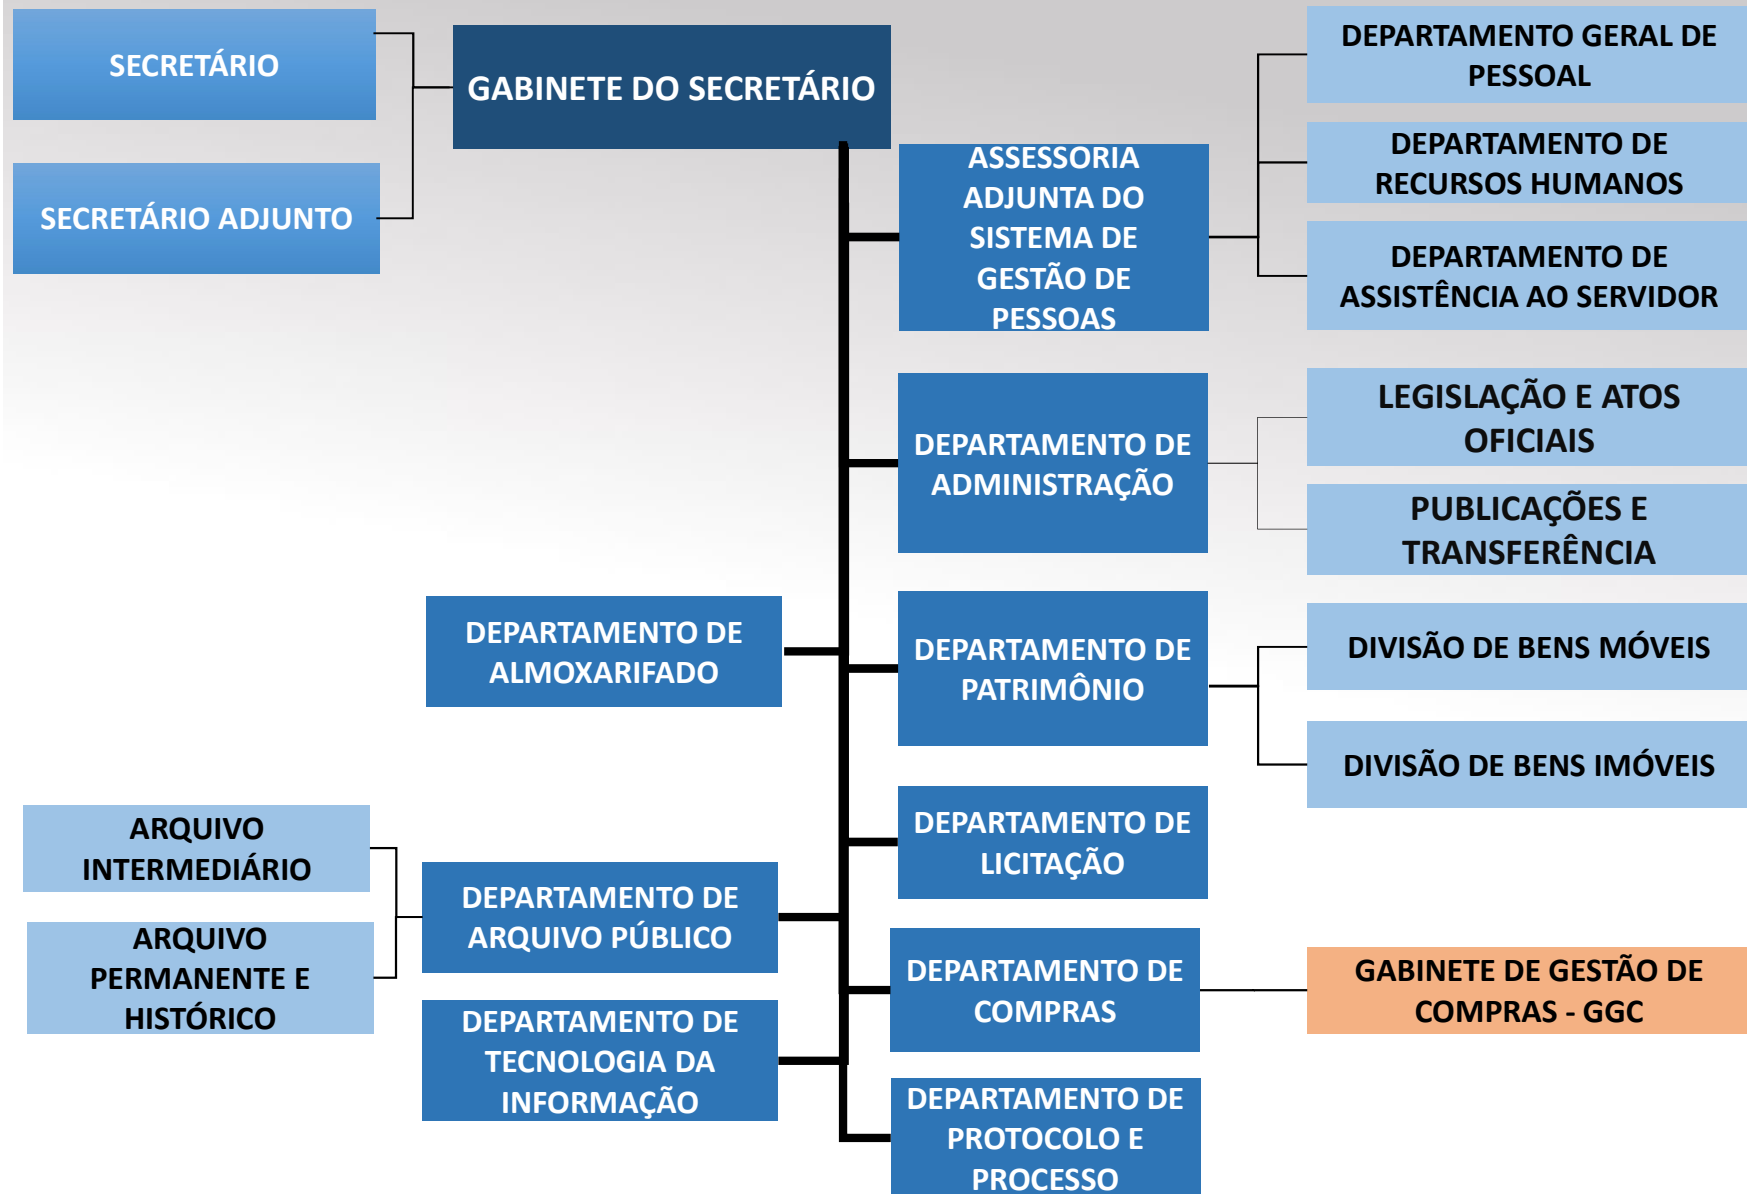 SECRETÁRIO
SECRETÁRIO ADJUNTO
GABINETE DO SECRETÁRIO
ASSESSORIA
ADJUNTA DO
SISTEMA DE
GESTÃO DE
PESSOAS
DEPARTAMENTO GERAL DE
PESSOAL
DEPARTAMENTO DE
RECURSOS HUMANOS
DEPARTAMENTO DE
ASSISTÊNCIA AO SERVIDOR
DEPARTAMENTO DE
ADMINISTRAÇÃO
LEGISLAÇÃO E ATOS
OFICIAIS
PUBLICAÇÕES E
TRANSFERÊNCIA
DEPARTAMENTO DE
ALMOXARIFADO
DEPARTAMENTO DE
PATRIMÔNIO
DIVISÃO DE BENS MÓVEIS
DIVISÃO DE BENS IMÓVEIS
DEPARTAMENTO DE
LICITAÇÃO
ARQUIVO
INTERMEDIÁRIO
ARQUIVO
PERMANENTE E
HISTÓRICO
DEPARTAMENTO DE
ARQUIVO PÚBLICO
DEPARTAMENTO DE
COMPRAS
GABINETE DE GESTÃO DE
COMPRAS - GGC
DEPARTAMENTO DE
TECNOLOGIA DA
INFORMAÇÃO
DEPARTAMENTO DE
PROTOCOLO E
PROCESSO